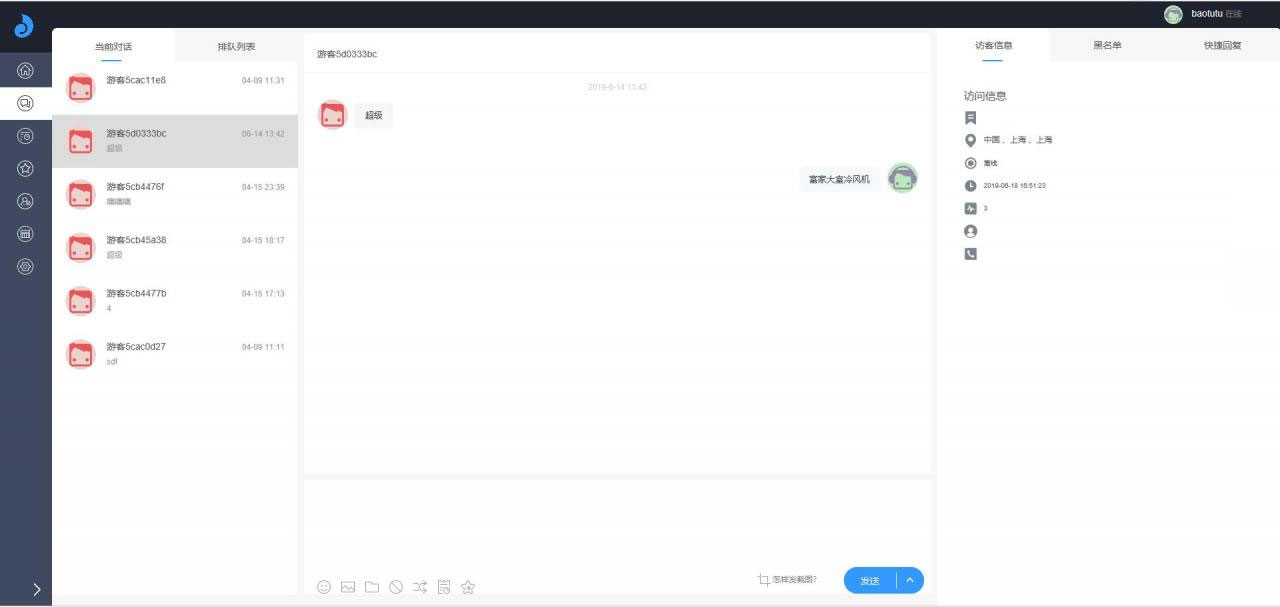 baotutu 在线
当前对话
排队列表
游客5cac11e8
04-09 11:31
游客5d0333bc
06-14 13:42
超级
游客5cb4476f
04-15 23:39
嘀嘀嘀
游客5cb45a38
04-15 18:17
超级
游客5cb4477b
04-15 17:13
4
游客5cac0d27
04-09 11:11
sdf
游客5d0333bc
2019-6-14 13:42
超级
富家大室冷风机
怎样发截图?
发送
访客信息
黑名单
快捷回复
访问信息
中国 、上海 、上海
离线
2019-06-18 16:51:23
3